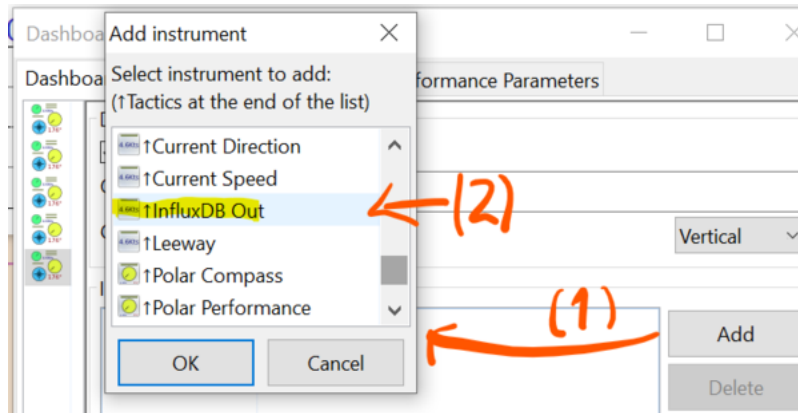 Dashboa
Add instrument
Dashboa
formance Parameters
Select instrument to add:
(↑Tactics at the end of the list)
↑Current Direction
↑Current Speed
↑InfluxDB Out
↑Leeway
↑Polar Compass
↑Polar Performance
OK
Cancel
(2)
Vertical
(1)
Add
Delete